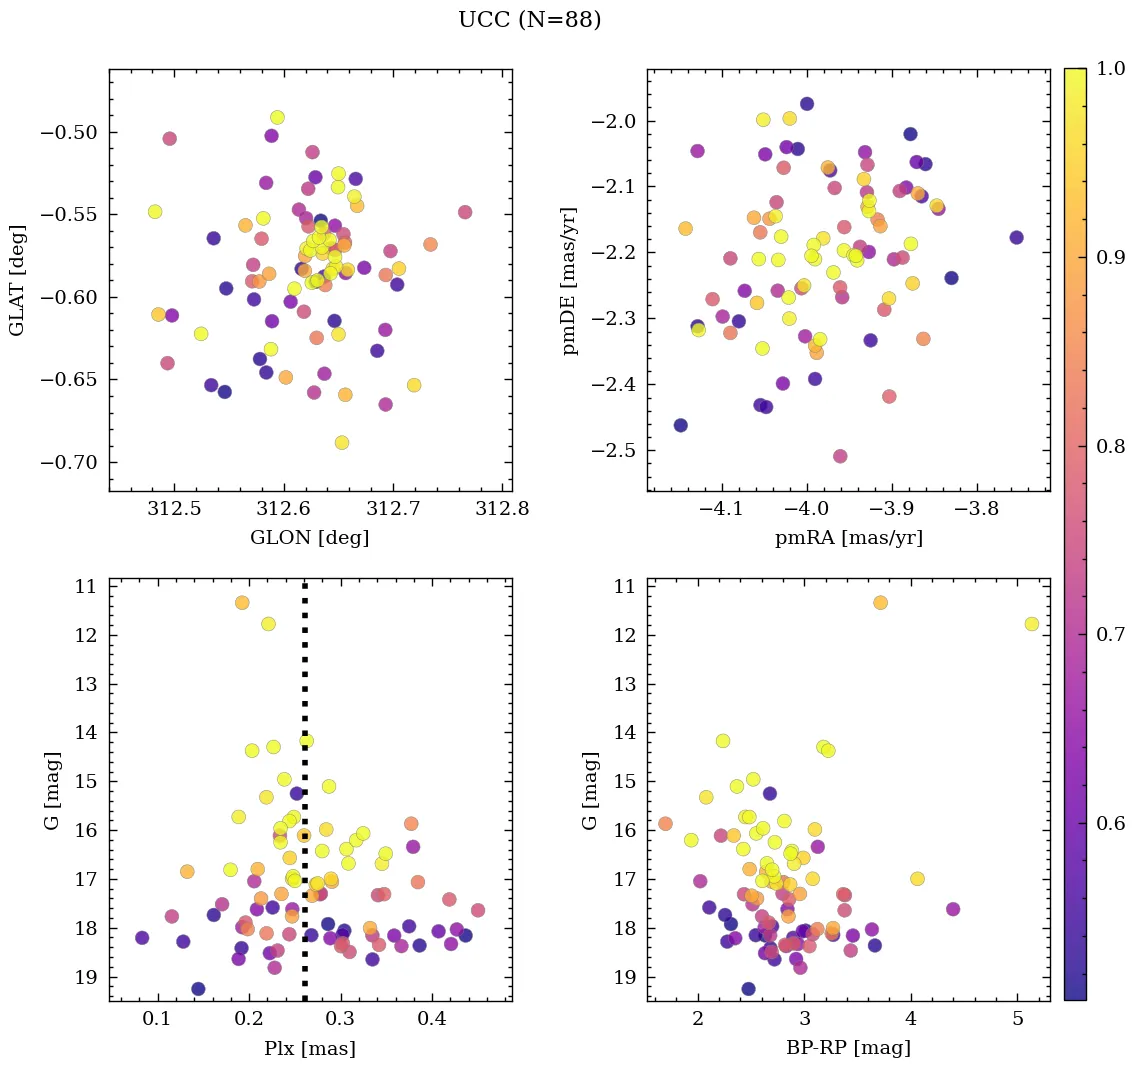 UCC (N=88)
−0.50
−0.55
−0.60
−0.65
−0.70
GLAT [deg]
312.5 312.6 312.7 312.8
GLON [deg]
−2.0
−2.1
−2.2
−2.3
−2.4
−2.5
pmDE [mas/yr]
−4.1 −4.0 −3.9 −3.8
pmRA [mas/yr]
1.0
0.9
0.8
0.7
0.6
11
12
13
14
15
16
17
18
19
G [mag]
0.1 0.2 0.3 0.4
Plx [mas]
11
12
13
14
15
16
17
18
19
G [mag]
2 3 4 5
BP-RP [mag]